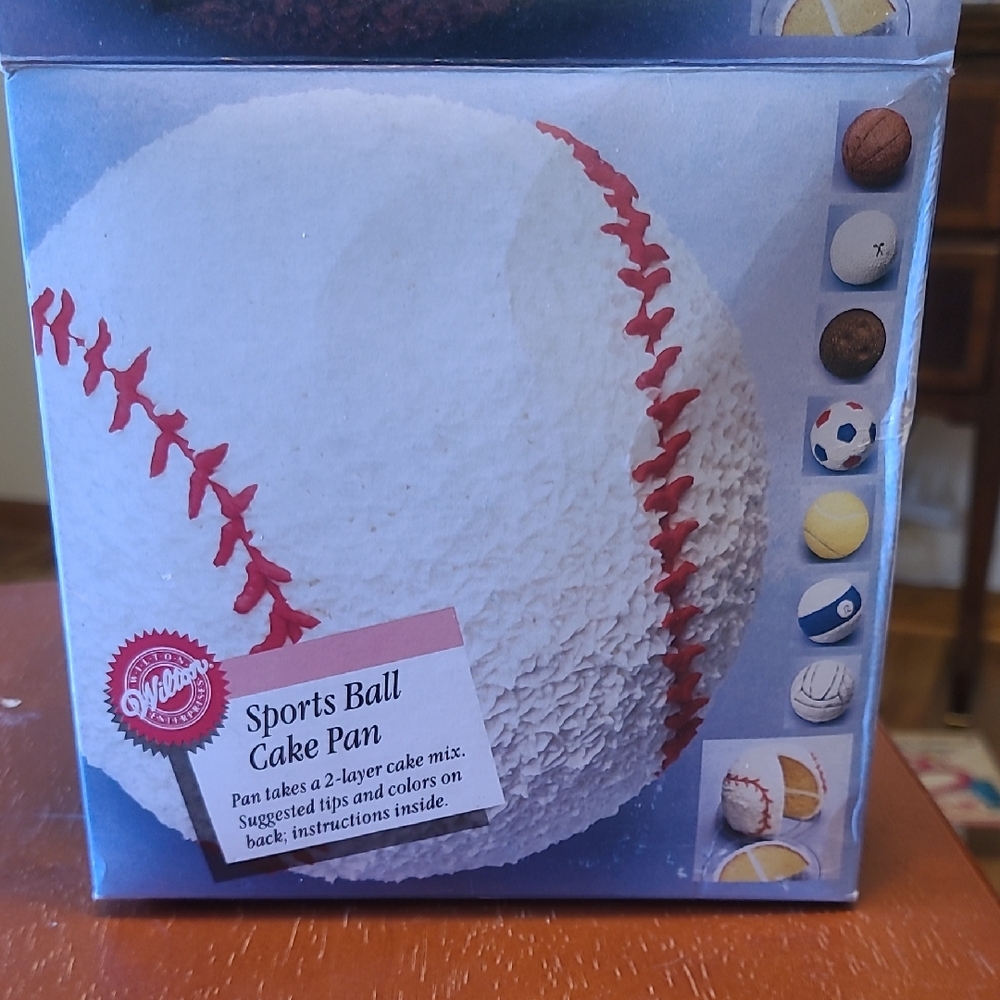 WILTON
Wilton
ENTERPRISES
Sports Ball
Cake Pan
Pan takes a 2-layer cake mix.
Suggested tips and colors on
back; instructions inside.